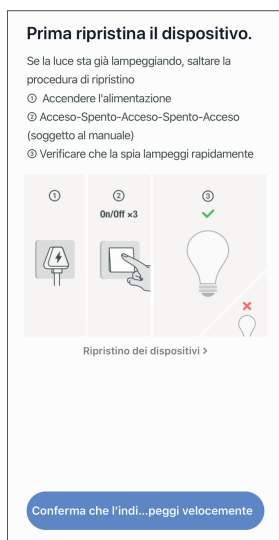 Prima ripristina il dispositivo.
Se la luce sta già lampeggiando, saltare la
procedura di ripristino
① Accendere l'alimentazione
② Acceso-Spento-Acceso-Spento-Acceso
(soggetto al manuale)
③ Verificare che la spia lampeggi rapidamente
① ② ③
On/Off ×3
Ripristino dei dispositivi >
Conferma che l'indi...peggi velocemente